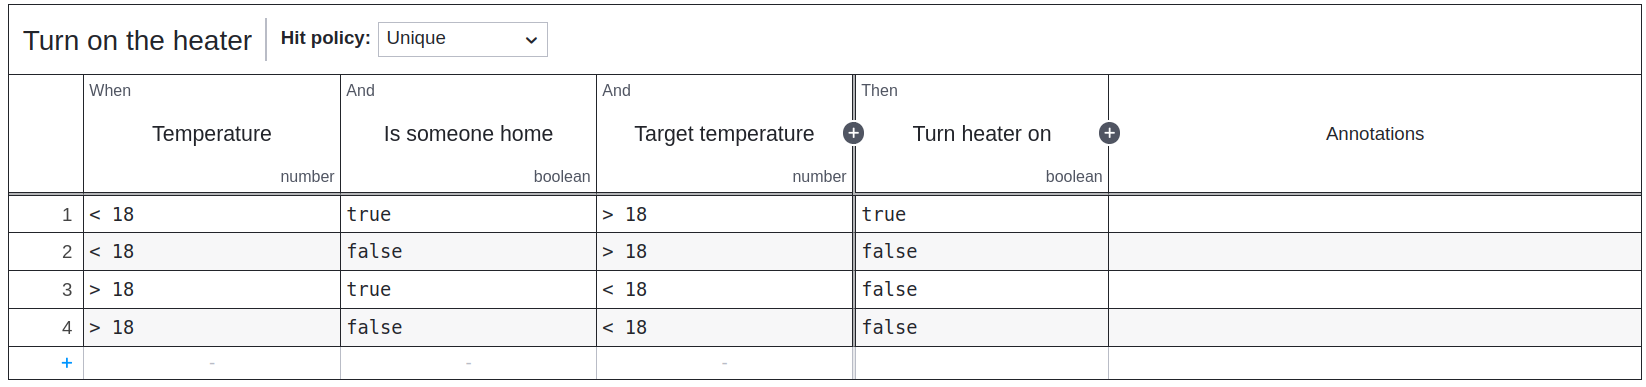 Turn on the heater Hit policy: Unique
When And And Then
Temperature Is someone home Target temperature + Turn heater on + Annotations
number boolean number boolean
1 < 18 true > 18 true
2 < 18 false > 18 false
3 > 18 true < 18 false
4 > 18 false < 18 false
+ - - -